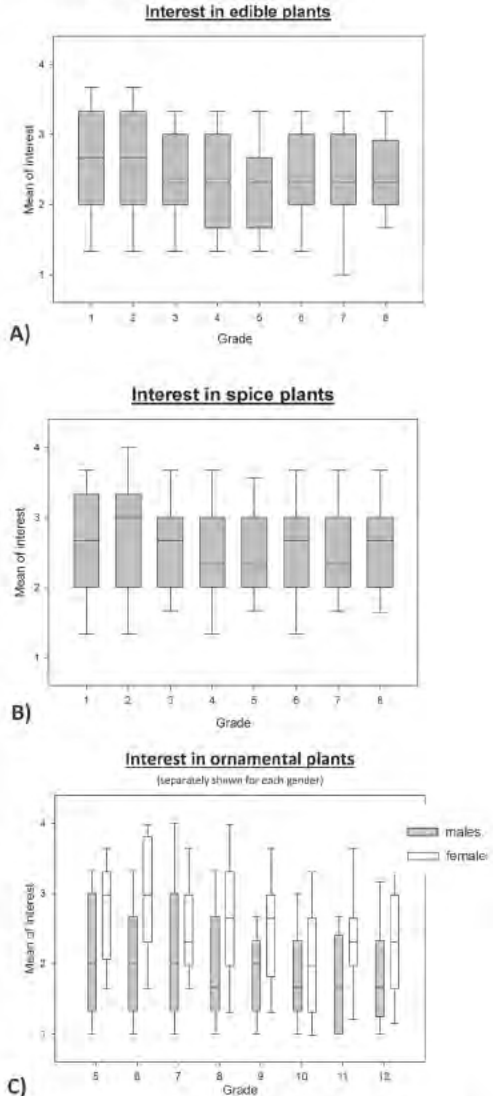 Interest in edible plants
4
3
2
1
Mean of interest
1 2 3 4 5 6 7 8
Grade
A)
Interest in spice plants
4
3
2
1
Mean of interest
1 2 3 4 5 6 7 8
Grade
B)
Interest in ornamental plants
(separately shown for each gender)
4
3
2
1
Mean of interest
males
female
5 6 7 8 9 10 11 12
Grade
C)